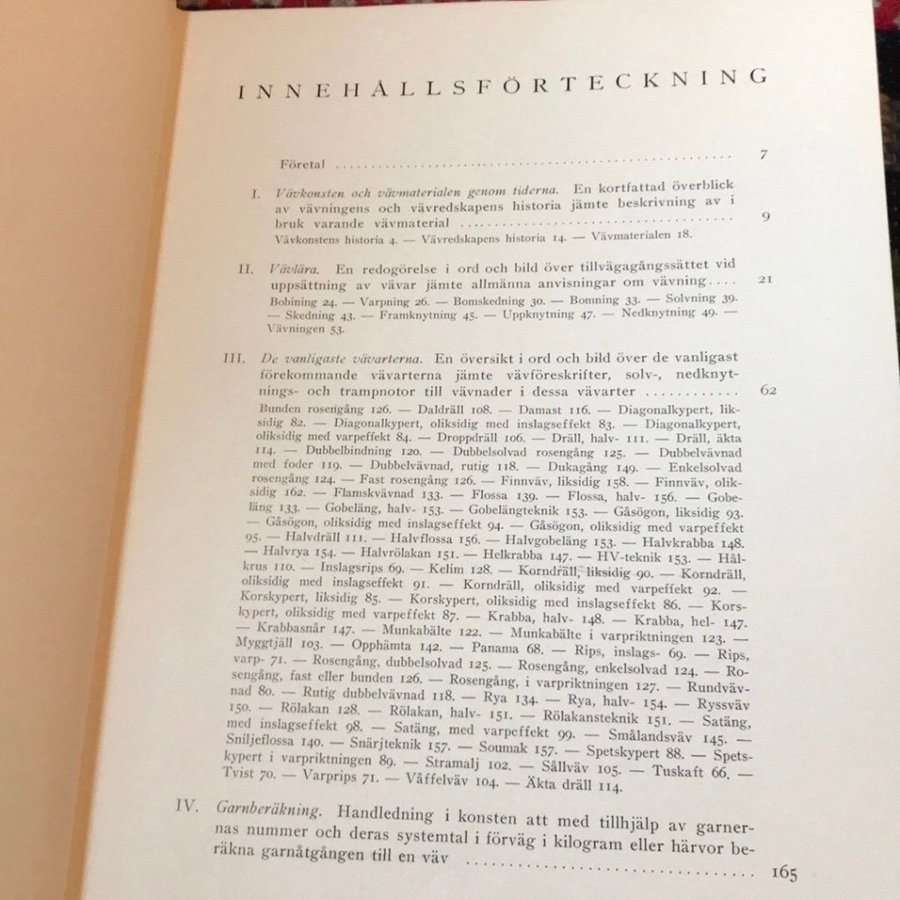 INNEHÅLLSFÖRTECKNING
Företal ........................................ 7
I. Vävkonsten och vävmaterialen genom tiderna. En kortfattad överblick
av vävningens och vävredskapens historia jämte beskrivning av i
bruk varande vävmaterial ........................................ 9
Vävkonstens historia 4. — Vävredskapens historia 14. — Vävmaterialen 18.
II. Vävlära. En redogörelse i ord och bild över tillvägagångssättet vid
uppsättning av vävar jämte allmänna anvisningar om vävning.... 21
Bobining 24. — Varpning 26. — Bomskedning 30. — Bomning 33. — Solvning 39.
— Skedning 43. — Framknytning 45. — Uppknytning 47. — Nedknytning 49. —
Vävningen 53.
III. De vanligaste vävarterna. En översikt i ord och bild över de vanligast
förekommande vävarterna jämte vävföreskrifter, solv-, nedknyt-
nings- och trampnotor till vävnader i dessa vävarter ............ 62
Bunden rosengång 126. — Daldräll 108. — Damast 116. — Diagonalkypert, lik-
sidig 82. — Diagonalkypert, oliksidig med inslagseffekt 83. — Diagonalkypert,
oliksidig med varpeffekt 84. — Droppdräll 106. — Dräll, halv- 111. — Dräll, äkta
114. — Dubbelbindning 120. — Dubbelsolvad rosengång 125. — Dubbelvävnad
med foder 119. — Dubbelvävnad, rutig 118. — Dukagång 149. — Enkelsolvad
rosengång 124. — Fast rosengång 126. — Finnväv, liksidig 158. — Finnväv, olik-
sidig 162. — Flamskvävnad 133. — Flossa 139. — Flossa, halv- 156. — Gobe-
läng 133. — Gobeläng, halv- 153. — Gobelängteknik 153. — Gåsögon, liksidig 93.
— Gåsögon, oliksidig med inslagseffekt 94. — Gåsögon, oliksidig med varpeffekt
95. — Halvdräll 111. — Halvflossa 156. — Halvgobeläng 153. — Halvkrabba 148.
— Halvrya 154. — Halvrölakan 151. — Helkrabba 147. — HV-teknik 153. — Hål-
krus 110. — Inslagsrips 69. — Kelim 128. — Korndräll, liksidig 90. — Korndräll,
oliksidig med inslagseffekt 91. — Korndräll, oliksidig med varpeffekt 92. —
Korskypert, liksidig 85. — Korskypert, oliksidig med inslagseffekt 86. — Kors-
kypert, oliksidig med varpeffekt 87. — Krabba, halv- 148. — Krabba, hel- 147.
— Krabbasnår 147. — Munkabälte 122. — Munkabälte i varpriktningen 123. —
Myggtjäll 103. — Opphämta 142. — Panama 68. — Rips, inslags- 69. — Rips,
varp- 71. — Rosengång, dubbelsolvad 125. — Rosengång, enkelsolvad 124. — Ro-
sengång, fast eller bunden 126. — Rosengång, i varpriktningen 127. — Rundväv-
nad 80. — Rutig dubbelvävnad 118. — Rya 134. — Rya, halv- 154. — Ryssväv
150. — Rölakan 128. — Rölakan, halv- 151. — Rölakansteknik 151. — Satäng,
med inslagseffekt 98. — Satäng, med varpeffekt 99. — Smålandsväv 145. —
Sniljeflossa 140. — Snärjteknik 157. — Soumak 157. — Spetskypert 88. — Spets-
kypert i varpriktningen 89. — Stramalj 102. — Sållväv 105. — Tuskaft 66. —
Tvist 70. — Varprips 71. — Våffelväv 104. — Äkta dräll 114.
IV. Garnberäkning. Handledning i konsten att med tillhjälp av garner-
nas nummer och deras systemtal i förväg i kilogram eller härvor be-
räkna garnåtgången till en väv ................................ 165